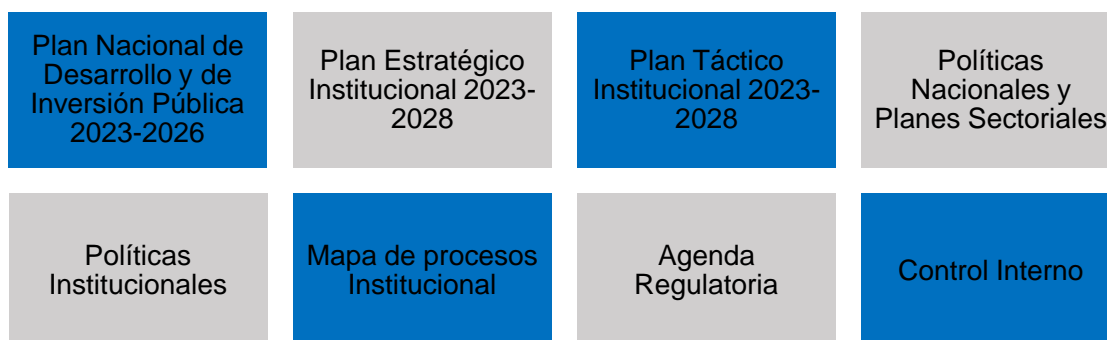 Plan Nacional de
Desarrollo y de
Inversión Pública
2023-2026
Plan Estratégico
Institucional 2023-
2028
Plan Táctico
Institucional 2023-
2028
Políticas
Nacionales y
Planes Sectoriales
Políticas
Institucionales
Mapa de procesos
Institucional
Agenda
Regulatoria
Control Interno